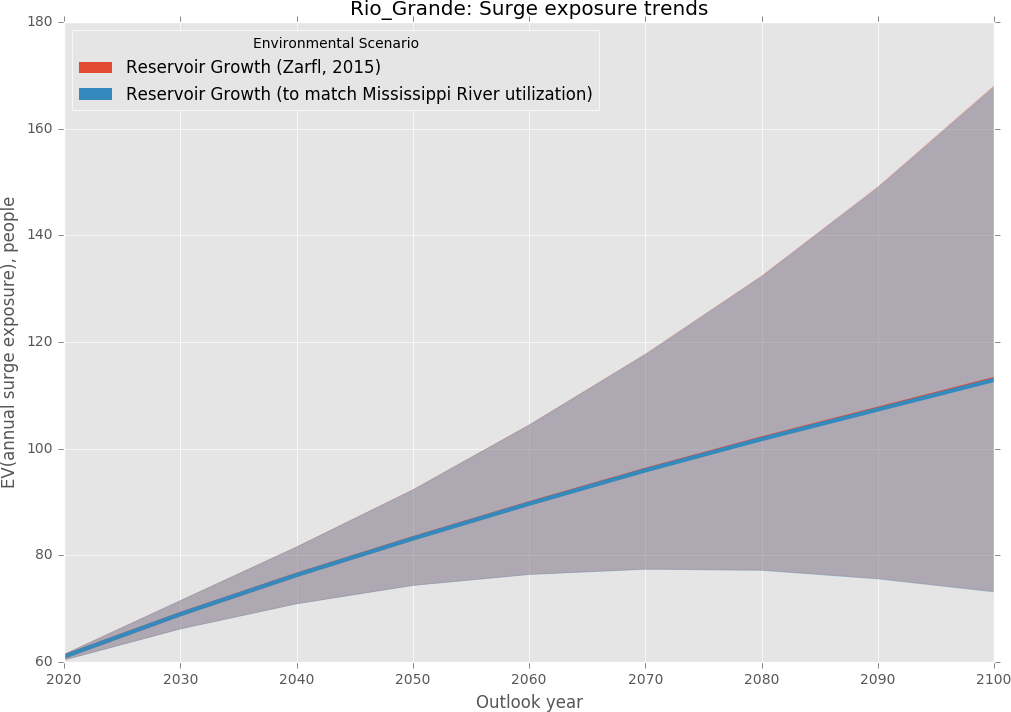 Rio_Grande: Surge exposure trends
Environmental Scenario
Reservoir Growth (Zarfl, 2015)
Reservoir Growth (to match Mississippi River utilization)
EV(annual surge exposure), people
180
160
140
120
100
80
60
2020 2030 2040 2050 2060 2070 2080 2090 2100
Outlook year